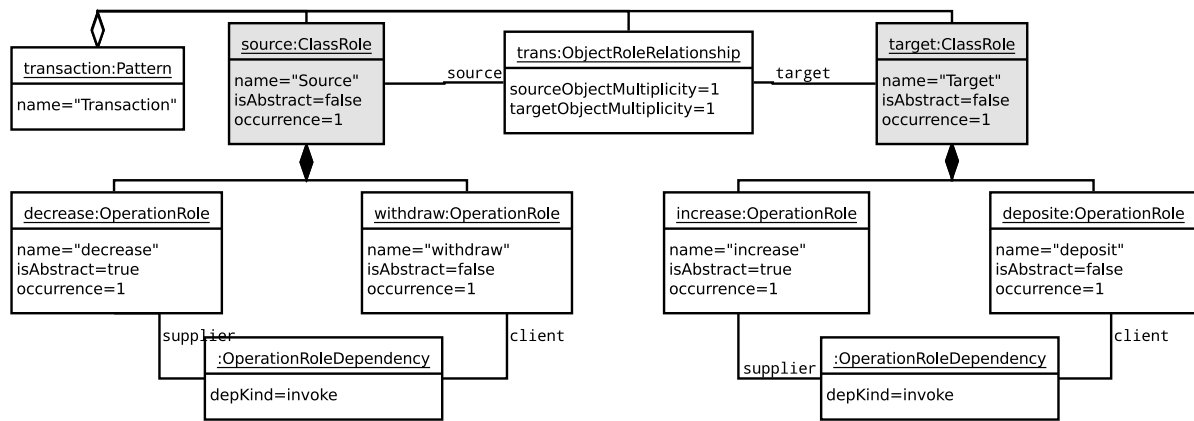 transaction:Pattern
name="Transaction"
source:ClassRole
name="Source"
isAbstract=false
occurrence=1
source
trans:ObjectRoleRelationship
sourceObjectMultiplicity=1
targetObjectMultiplicity=1
target
target:ClassRole
name="Target"
isAbstract=false
occurrence=1
decrease:OperationRole
name="decrease"
isAbstract=true
occurrence=1
withdraw:OperationRole
name="withdraw"
isAbstract=false
occurrence=1
increase:OperationRole
name="increase"
isAbstract=true
occurrence=1
deposite:OperationRole
name="deposit"
isAbstract=false
occurrence=1
supplier
client
:OperationRoleDependency
depKind=invoke
supplier
client
:OperationRoleDependency
depKind=invoke